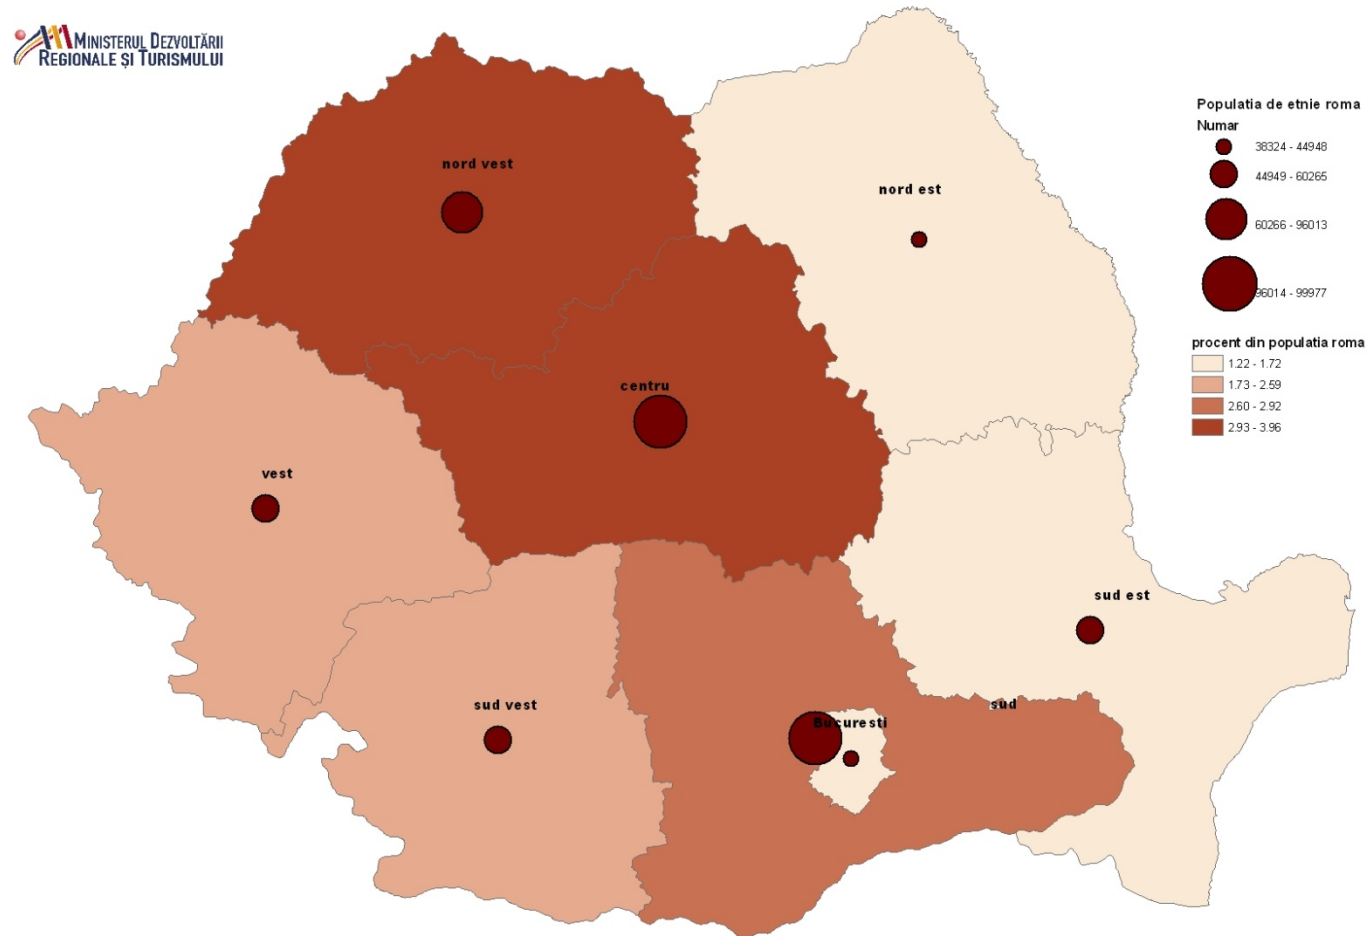 MINISTERUL DEZVOLTĂRII
REGIONALE ȘI TURISMULUI
Populatia de etnie roma
Numar
38324 - 44948
44949 - 60265
60266 - 96013
96014 - 99977
procent din populatia roma
1.22 - 1.72
1.73 - 2.59
2.60 - 2.92
2.93 - 3.96
nord vest
nord est
centru
vest
sud est
sud vest
sud
Bucuresti